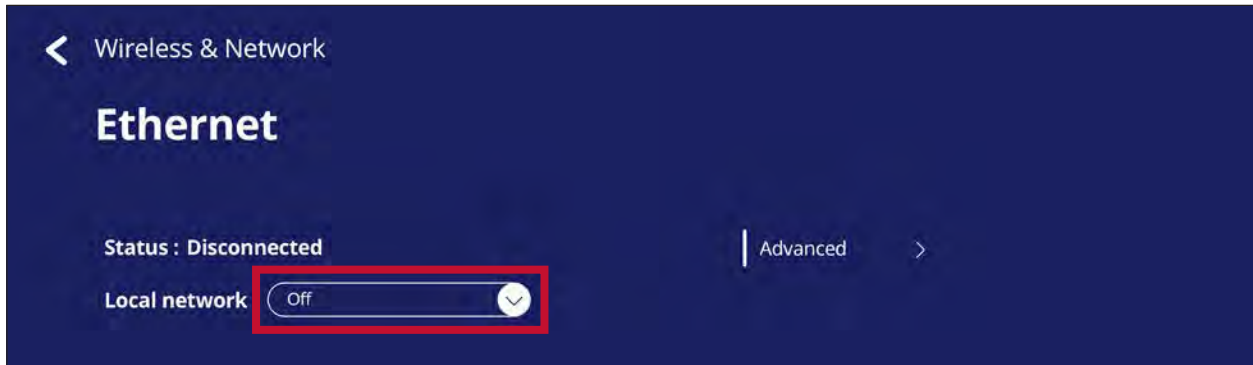 Wireless & Network
Ethernet
Status : Disconnected
Advanced
Local network
Off